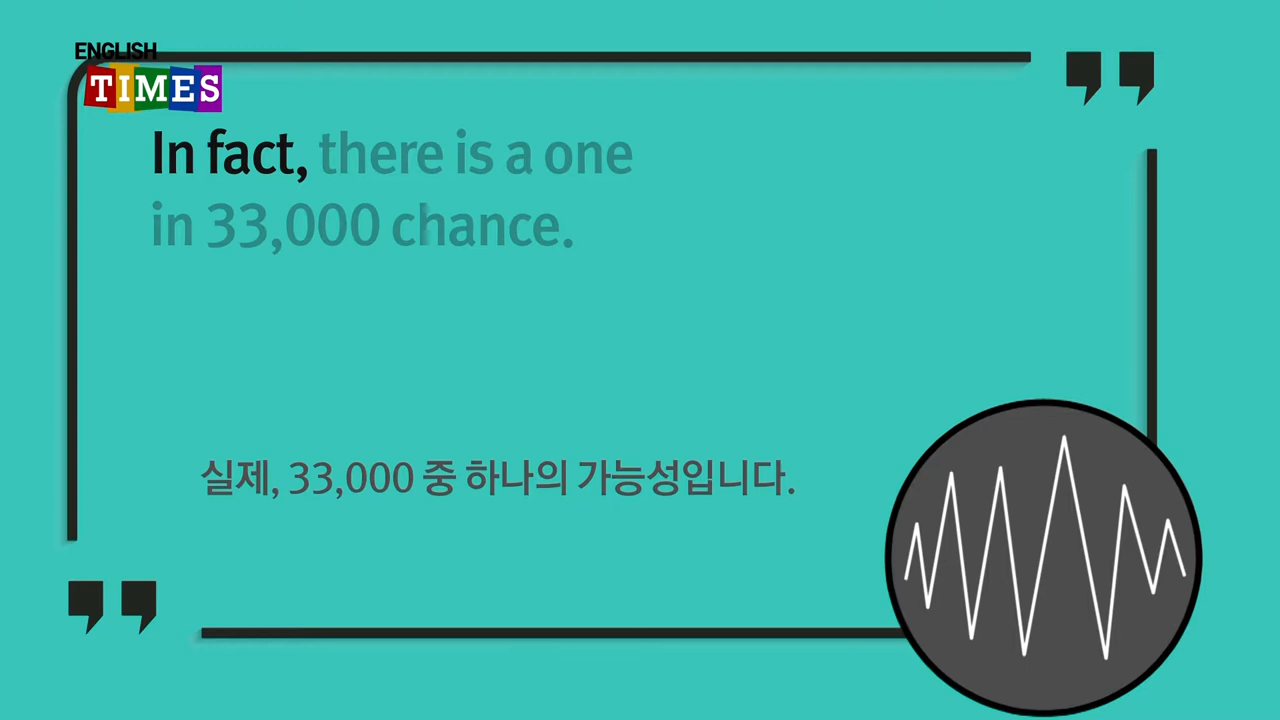 ENGLISH
TIMES
In fact, there is a one
in 33,000 chance.
실제, 33,000 중 하나의 가능성입니다.